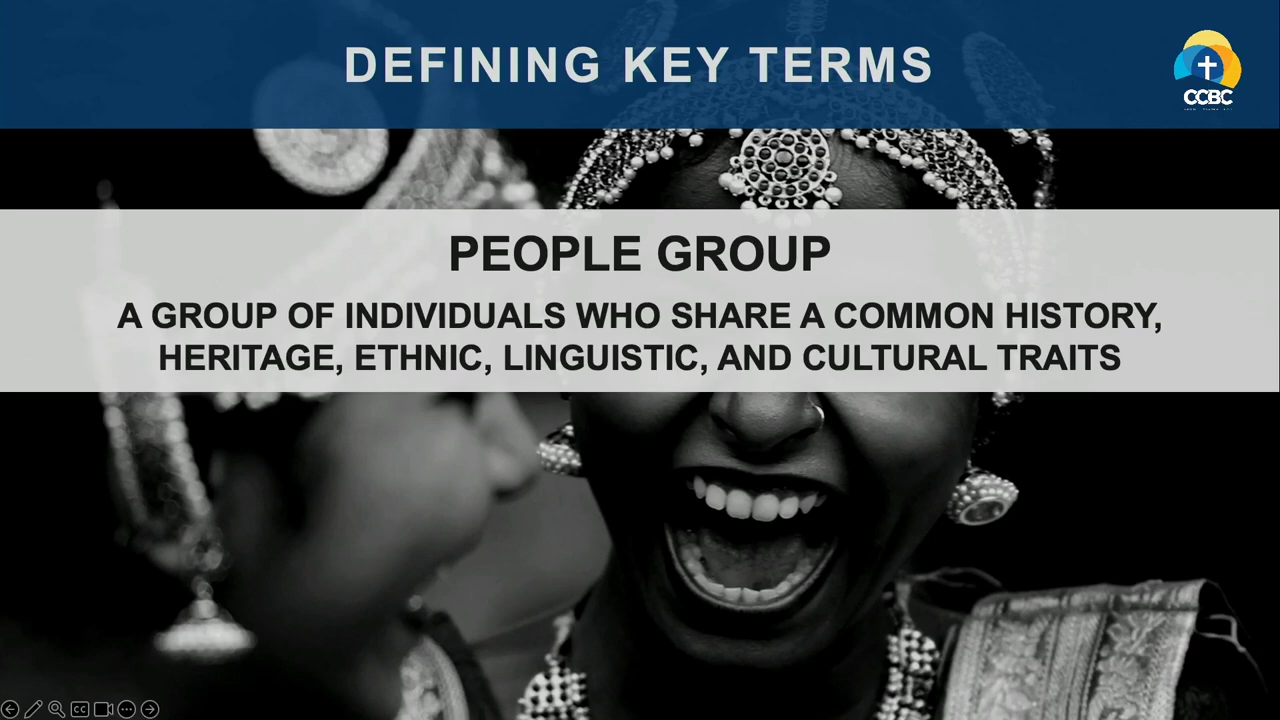 DEFINING KEY TERMS
CCBC
PEOPLE GROUP
A GROUP OF INDIVIDUALS WHO SHARE A COMMON HISTORY,
HERITAGE, ETHNIC, LINGUISTIC, AND CULTURAL TRAITS
CC